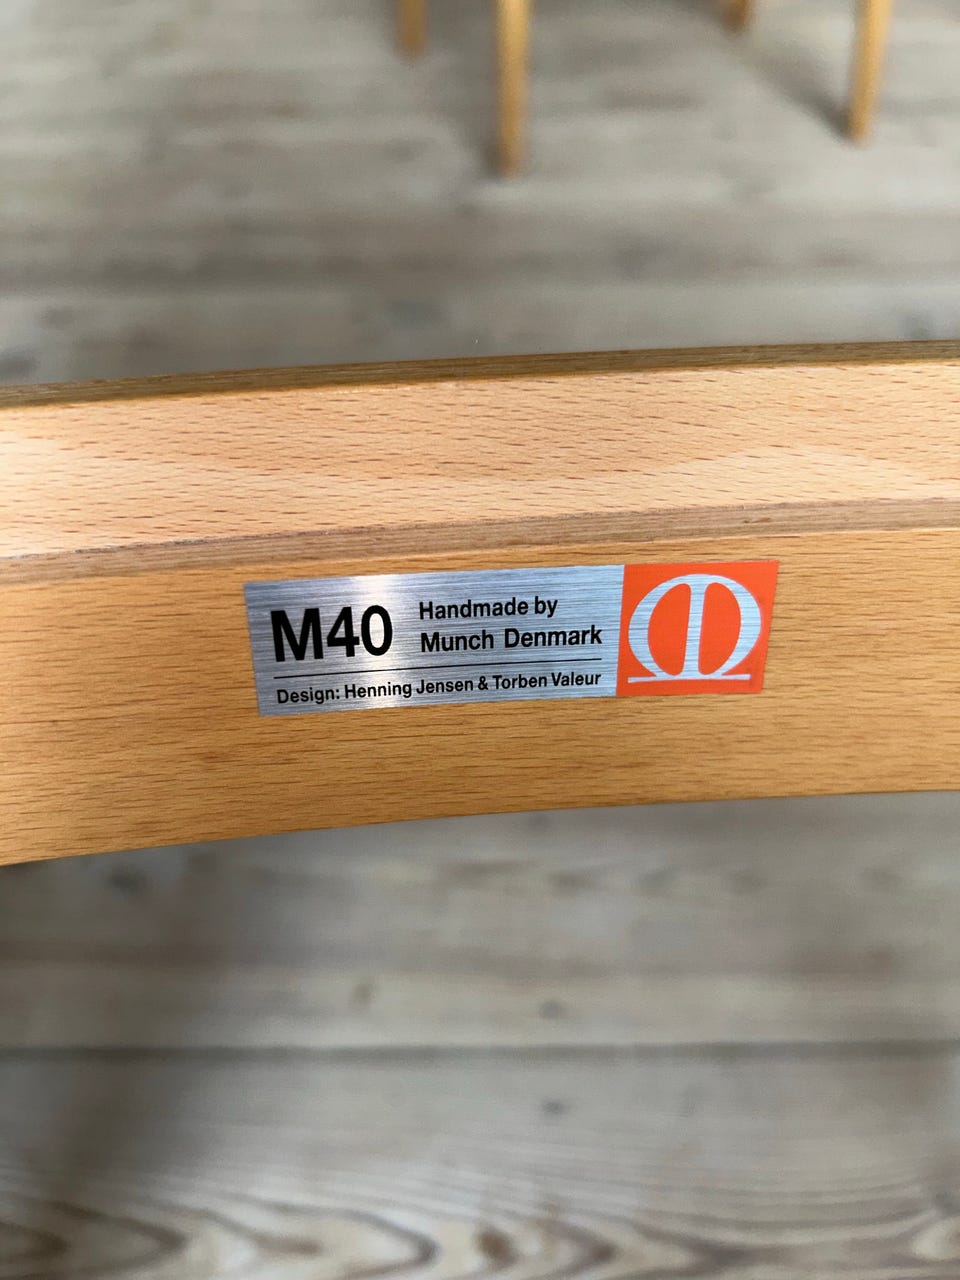 M40
Handmade by
Munch Denmark
Design: Henning Jensen & Torben Valeur